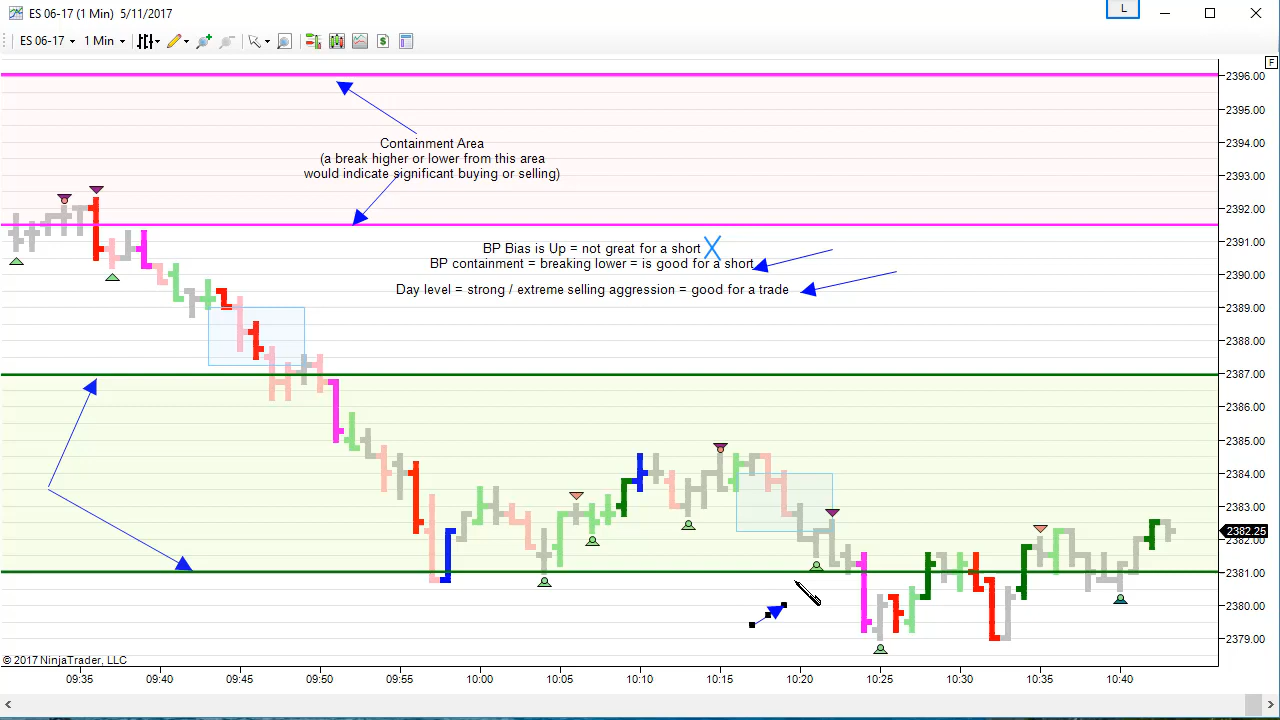 ES 06-17 (1 Min) 5/11/2017
L
ES 06-17 1 Min
$
F
Containment Area
(a break higher or lower from this area
would indicate significant buying or selling)
BP Bias is Up = not great for a short
BP containment = breaking lower = is good for a short
Day level = strong / extreme selling aggression = good for a trade
2396.00
2395.00
2394.00
2393.00
2392.00
2391.00
2390.00
2389.00
2388.00
2387.00
2386.00
2385.00
2384.00
2383.00
2382.25
2382.00
2381.00
2380.00
2379.00
© 2017 NinjaTrader, LLC
09:35 09:40 09:45 09:50 09:55 10:00 10:05 10:10 10:15 10:20 10:25 10:30 10:35 10:40